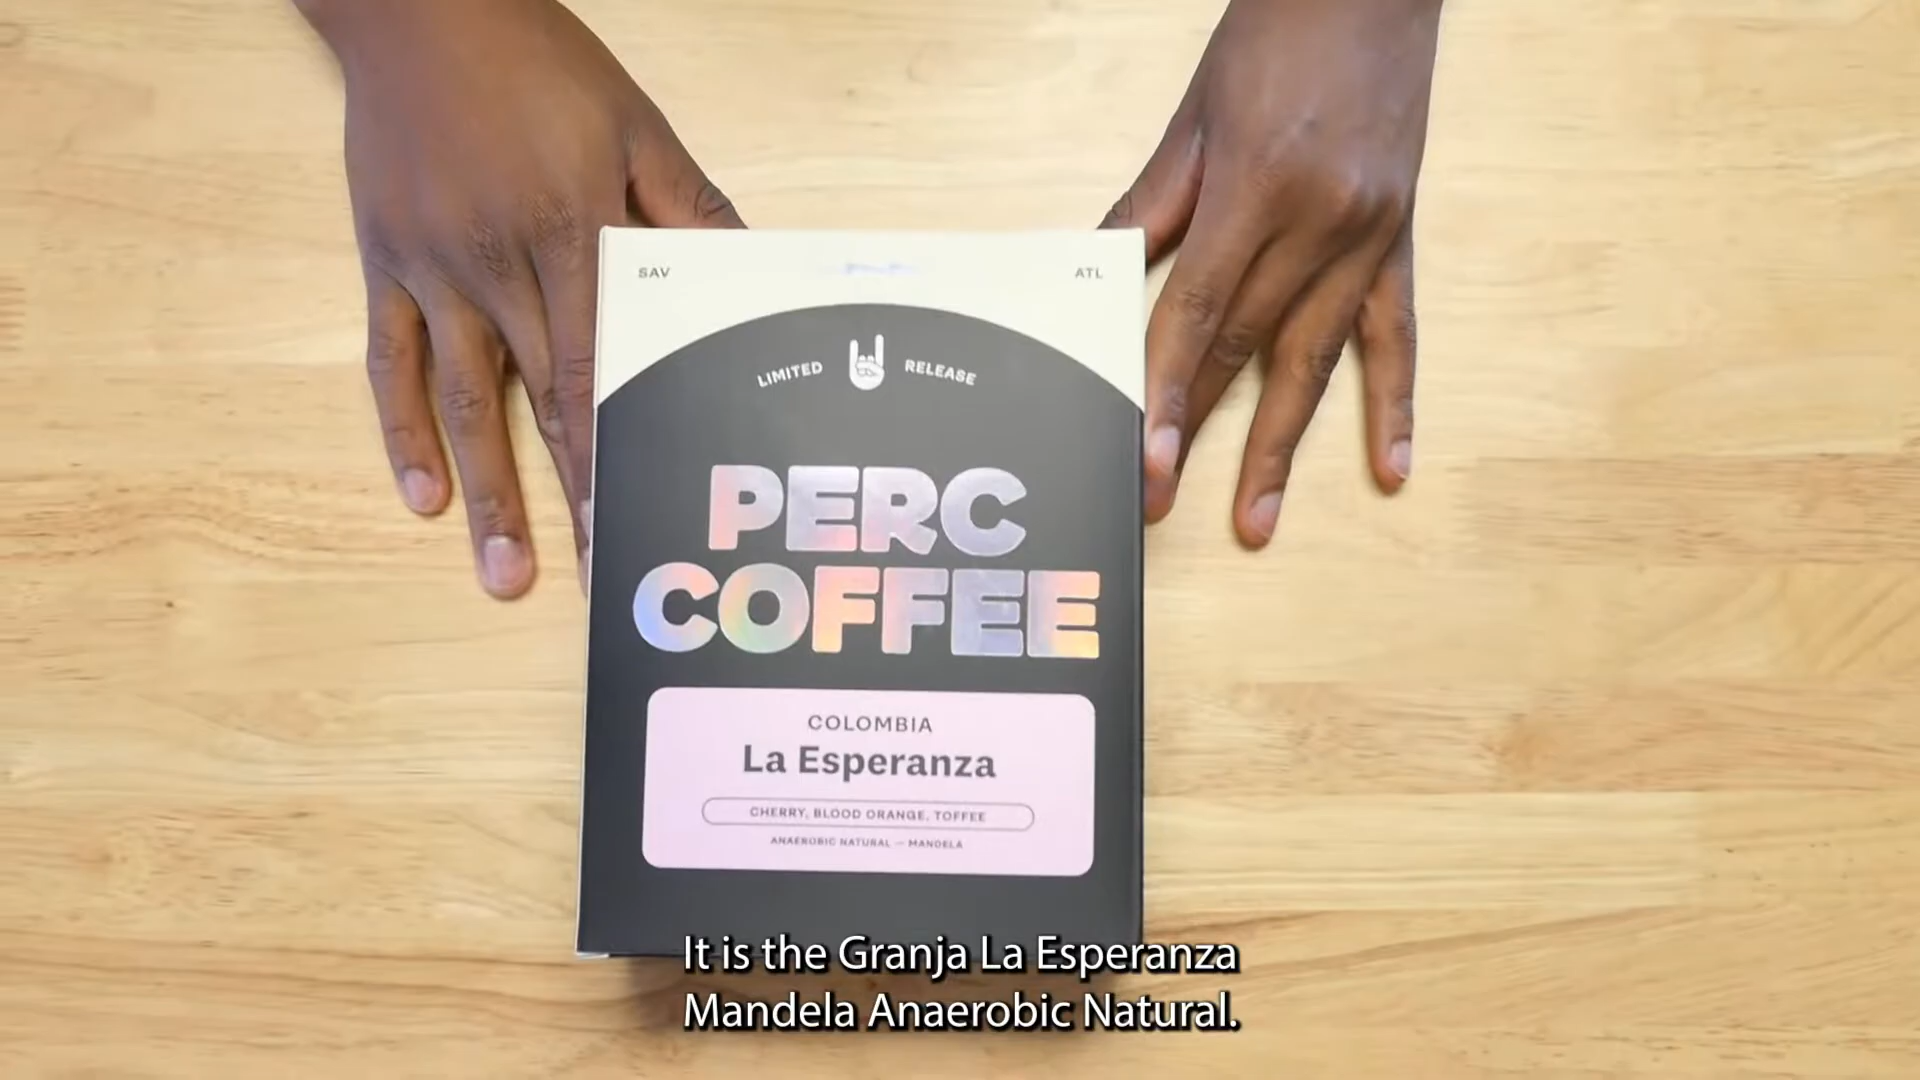 SAV
ATL
LIMITED RELEASE
PERC
COFFEE
COLOMBIA
La Esperanza
CHERRY, BLOOD ORANGE, TOFFEE
ANAEROBIC NATURAL — MANDELA
It is the Granja La Esperanza
Mandela Anaerobic Natural.